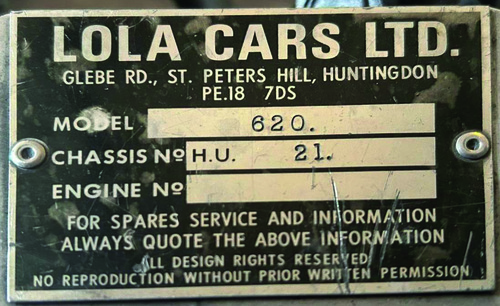 LOLA CARS LTD.
GLEBE RD., ST. PETERS HILL, HUNTINGDON
PE.18 7DS
MODEL 620.
CHASSIS Nº H.U. 21.
ENGINE Nº
FOR SPARES SERVICE AND INFORMATION
ALWAYS QUOTE THE ABOVE INFORMATION
ALL DESIGN RIGHTS RESERVED
NO REPRODUCTION WITHOUT PRIOR WRITTEN PERMISSION